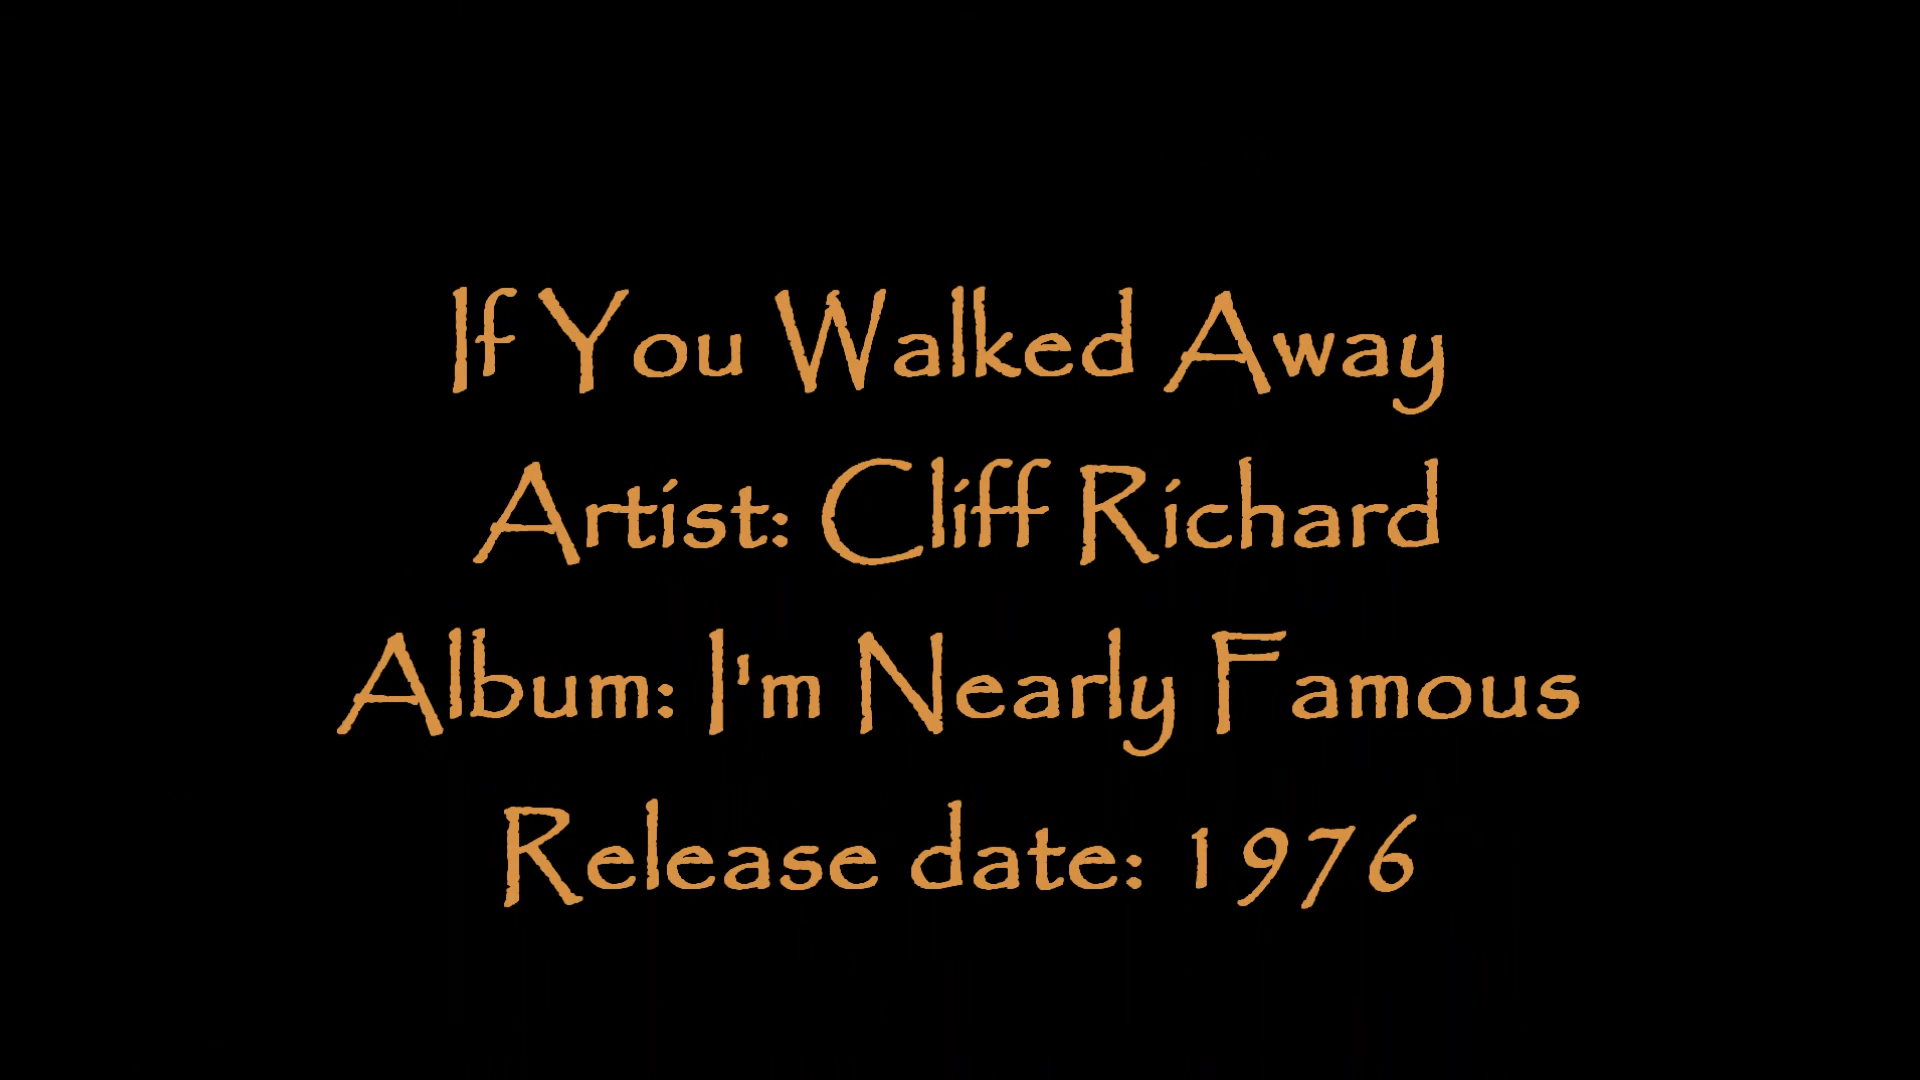 If You Walked Away
Artist: Cliff Richard
Album: I'm Nearly Famous
Release date: 1976